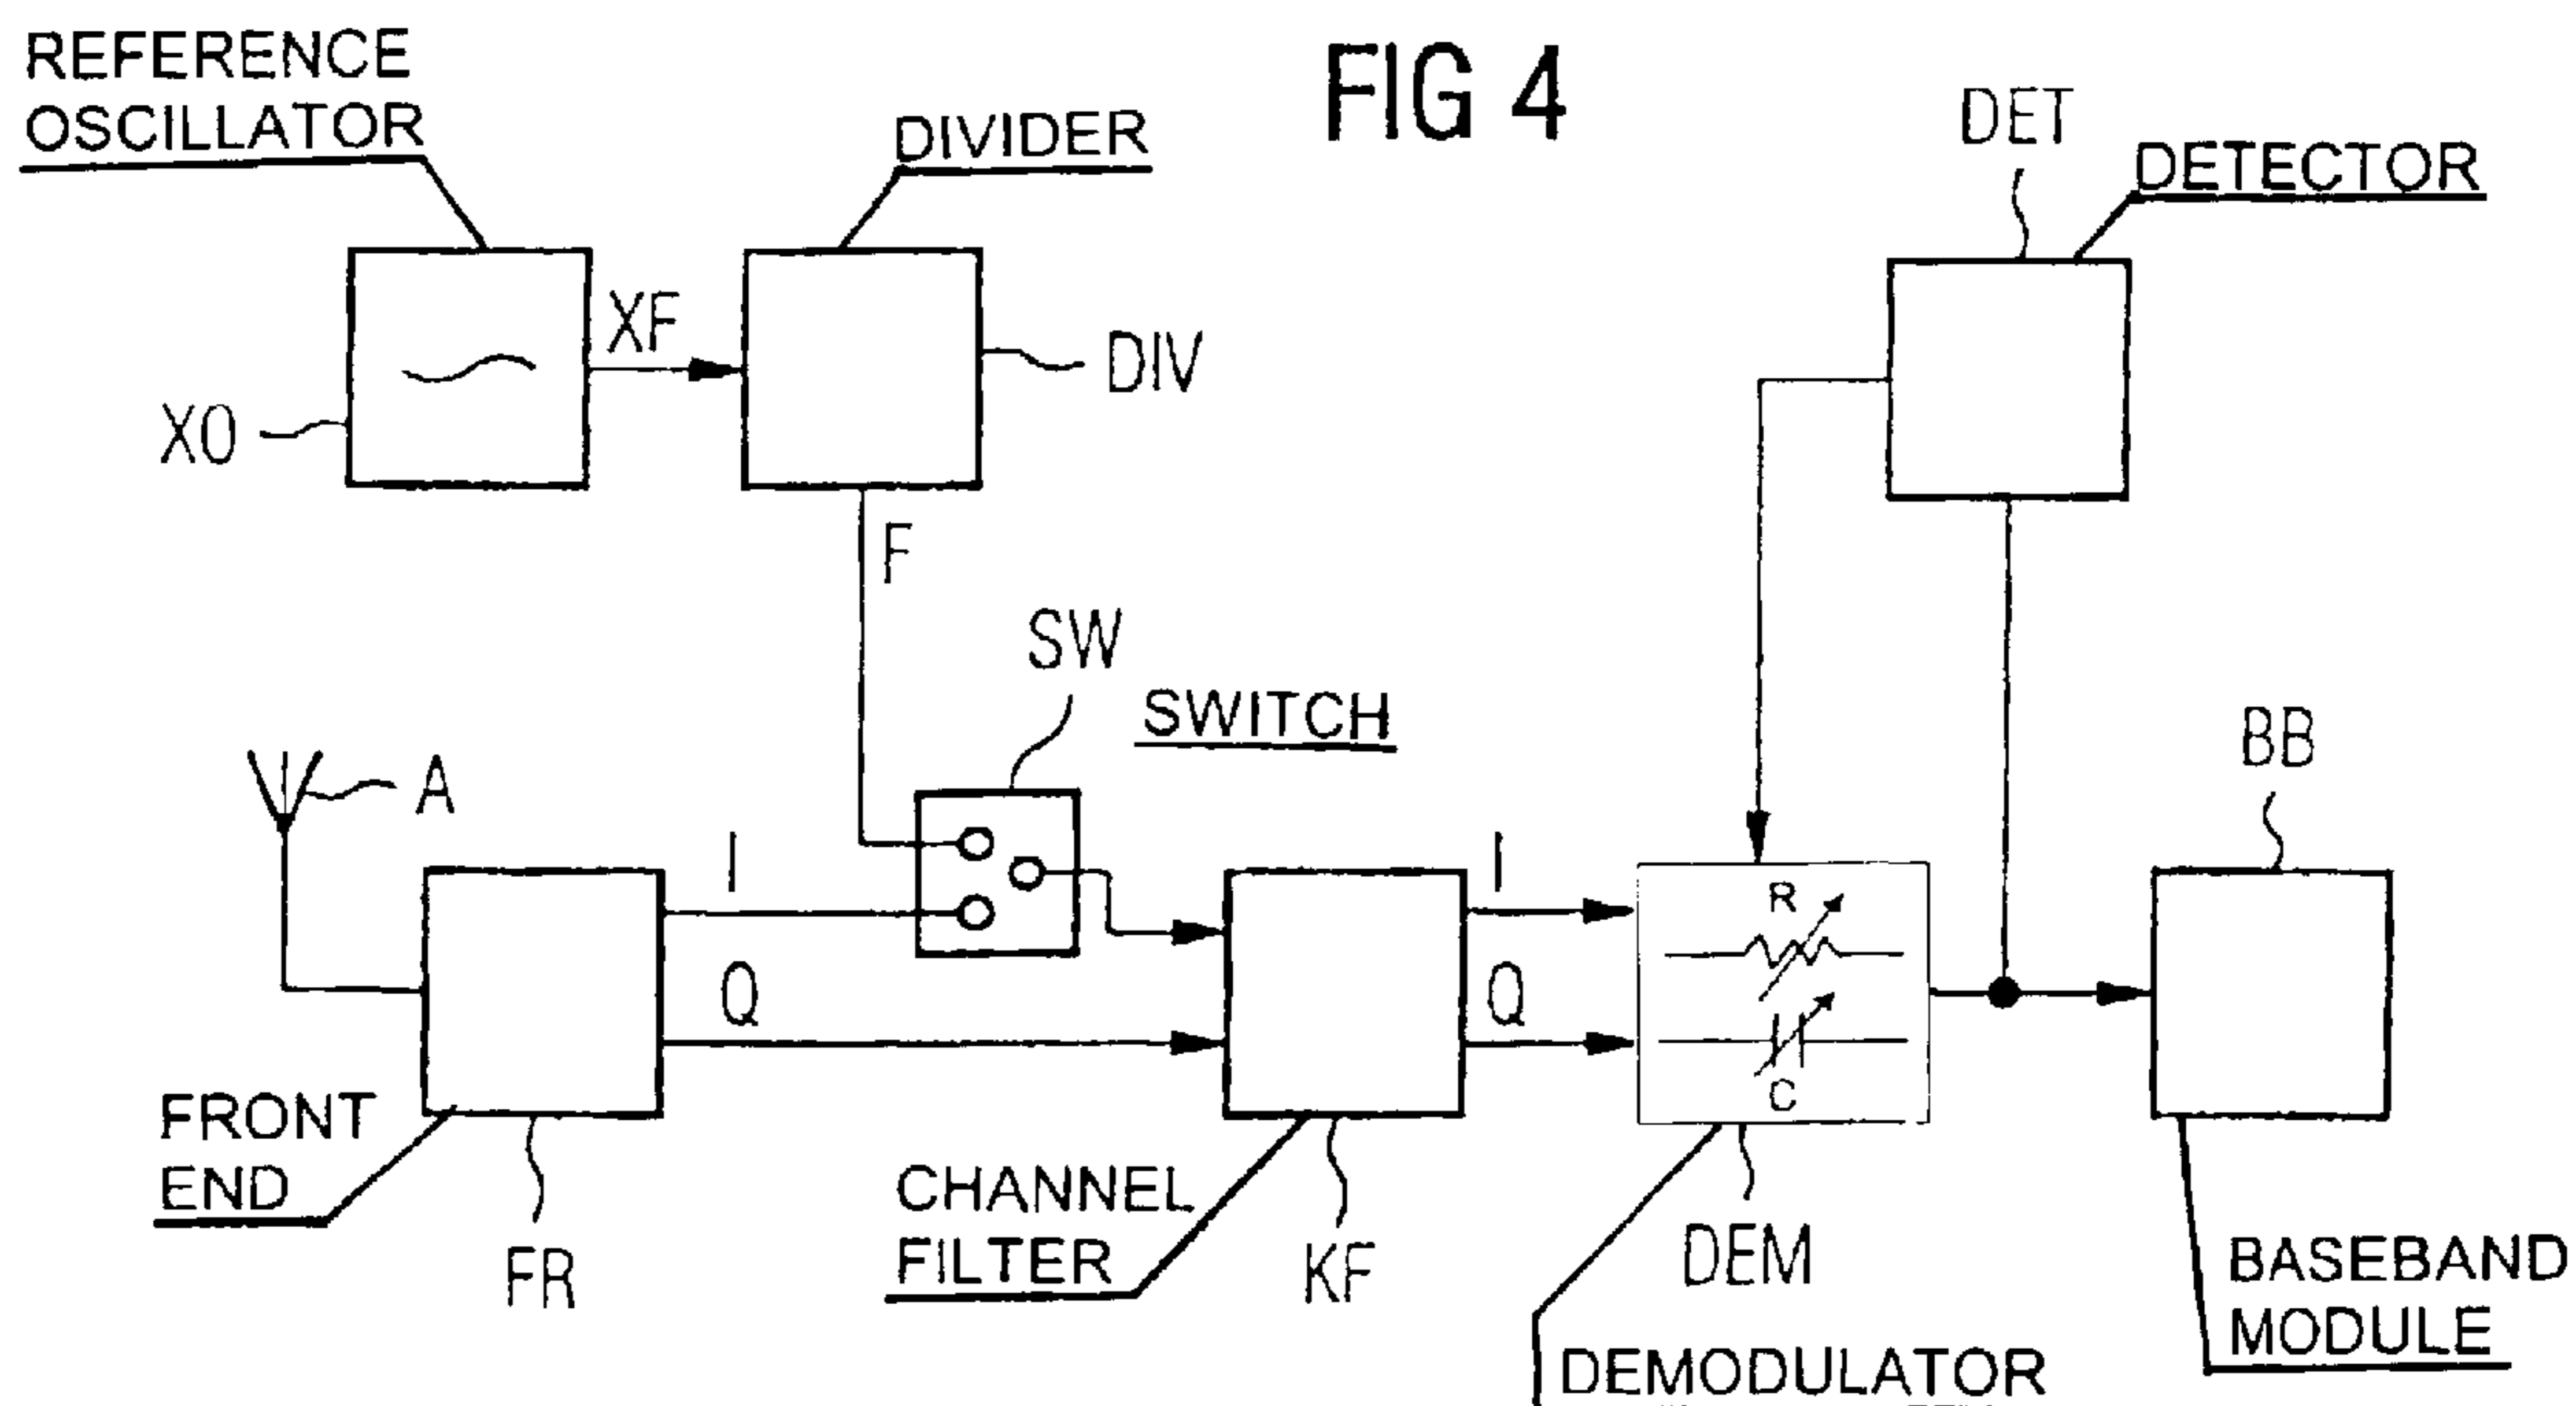 FIG 4
REFERENCE
OSCILLATOR
DIVIDER
DET
DETECTOR
XF
XO
DIV
F
SW
SWITCH
A
BB
I
Q
I
Q
R
C
FRONT
END
FR
CHANNEL
FILTER
KF
DEM
DEMODULATOR
BASEBAND
MODULE